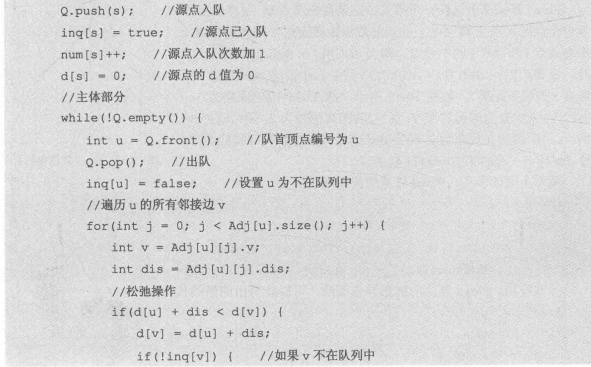 Q.push(s);    //源点入队
inq[s] = true;    //源点已入队
num[s]++;    //源点入队次数加 1
d[s] = 0;    //源点的 d 值为 0
//主体部分
while(!Q.empty()) {
int u = Q.front();    //队首顶点编号为 u
Q.pop();    //出队
inq[u] = false;    //设置 u 为不在队列中
//遍历 u 的所有邻接边 v
for(int j = 0; j < Adj[u].size(); j++) {
int v = Adj[u][j].v;
int dis = Adj[u][j].dis;
//松弛操作
if(d[u] + dis < d[v]) {
d[v] = d[u] + dis;
if(!inq[v]) {    //如果 v 不在队列中